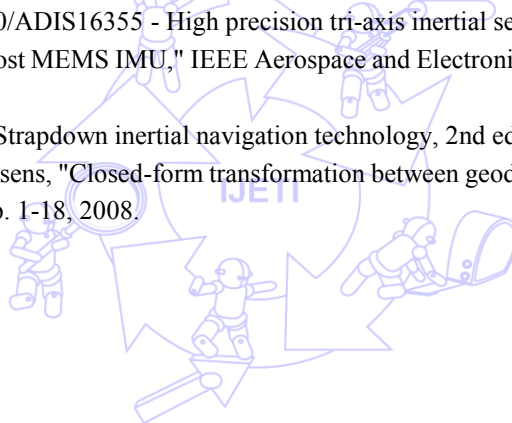 0/ADIS16355 - High precision tri-axis inertial se
ost MEMS IMU," IEEE Aerospace and Electroni
Strapdown inertial navigation technology, 2nd ed
sens, "Closed-form transformation between geod
IJETI
p. 1-18, 2008.